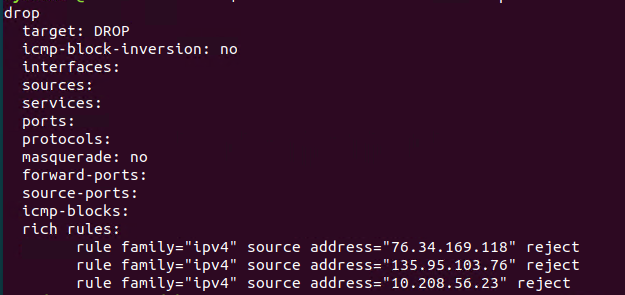 drop
  target: DROP
  icmp-block-inversion: no
  interfaces:
  sources:
  services:
  ports:
  protocols:
  masquerade: no
  forward-ports:
  source-ports:
  icmp-blocks:
  rich rules:
        rule family="ipv4" source address="76.34.169.118" reject
        rule family="ipv4" source address="135.95.103.76" reject
        rule family="ipv4" source address="10.208.56.23" reject